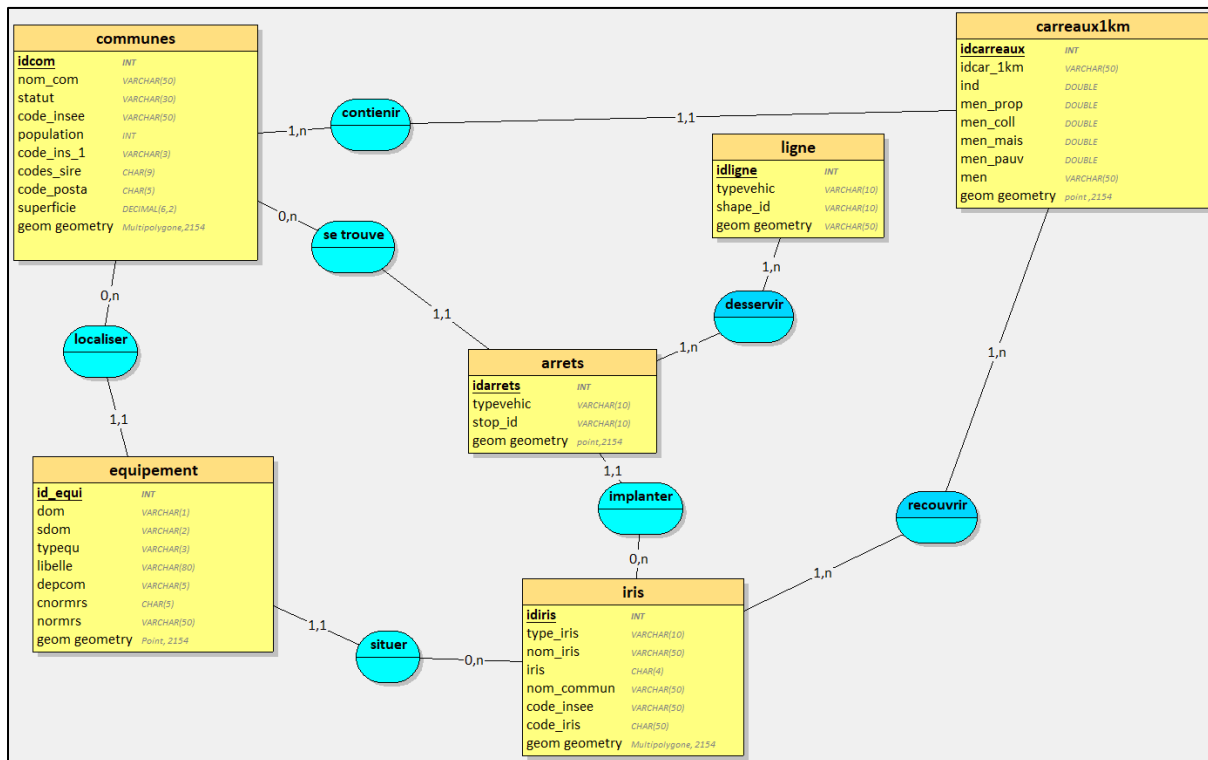 communes
idcom INT
nom_com VARCHAR(50)
statut VARCHAR(30)
code_insee VARCHAR(50)
population INT
code_ins_1 VARCHAR(3)
codes_sire CHAR(9)
code_posta CHAR(5)
superficie DECIMAL(6,2)
geom geometry Multipolygone,2154
carreaux1km
idcarreaux INT
idcar_1km VARCHAR(50)
ind DOUBLE
men_prop DOUBLE
men_coll DOUBLE
men_mais DOUBLE
men_pauv DOUBLE
men VARCHAR(50)
geom geometry point ,2154
1,n
contienir
1,1
ligne
idligne INT
typevehic VARCHAR(10)
shape_id VARCHAR(10)
geom geometry VARCHAR(50)
0,n
se trouve
1,1
1,n
desservir
1,n
0,n
localiser
1,1
arrets
idarrets INT
typevehic VARCHAR(10)
stop_id VARCHAR(10)
geom geometry point,2154
1,n
recouvrir
1,n
1,1
implanter
0,n
equipement
id_equi INT
dom VARCHAR(1)
sdom VARCHAR(2)
typequ VARCHAR(3)
libelle VARCHAR(80)
depcom VARCHAR(5)
cnormrs CHAR(5)
normrs VARCHAR(50)
geom geometry Point, 2154
1,1
situer
0,n
iris
idiris INT
type_iris VARCHAR(10)
nom_iris VARCHAR(50)
iris CHAR(4)
nom_commun VARCHAR(50)
code_insee VARCHAR(50)
code_iris CHAR(50)
geom geometry Multipolygone, 2154